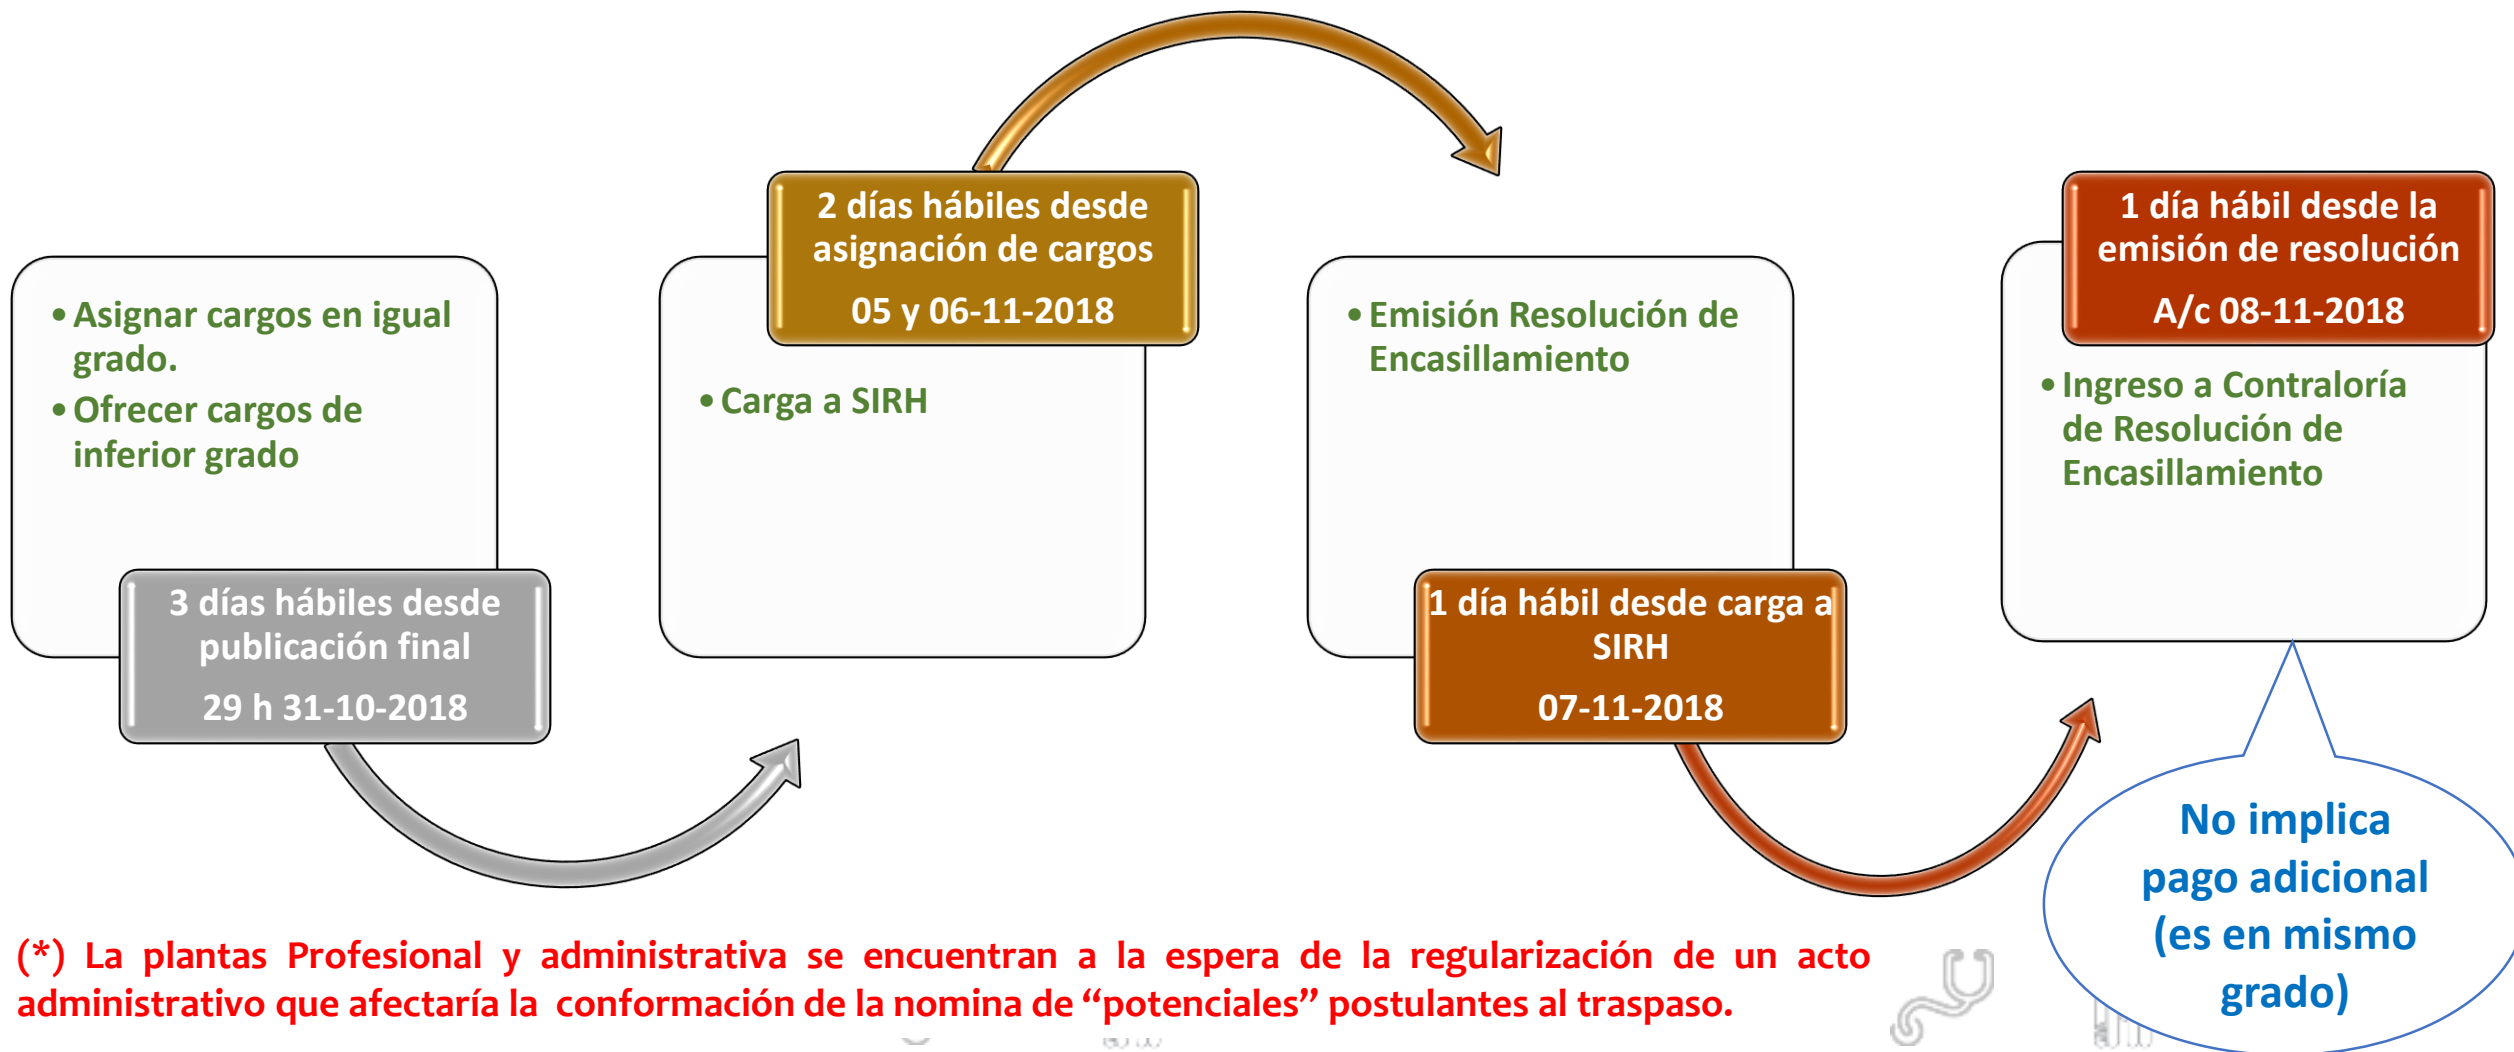 • Asignar cargos en igual
grado.
• Ofrecer cargos de
inferior grado
3 días hábiles desde
publicación final
29 h 31-10-2018
2 días hábiles desde
asignación de cargos
05 y 06-11-2018
• Carga a SIRH
• Emisión Resolución de
Encasillamiento
1 día hábil desde carga a
SIRH
07-11-2018
1 día hábil desde la
emisión de resolución
A/c 08-11-2018
• Ingreso a Contraloría
de Resolución de
Encasillamiento
No implica
pago adicional
(es en mismo
grado)
(*) La plantas Profesional y administrativa se encuentran a la espera de la regularización de un acto
administrativo que afectaría la conformación de la nomina de “potenciales” postulantes al traspaso.